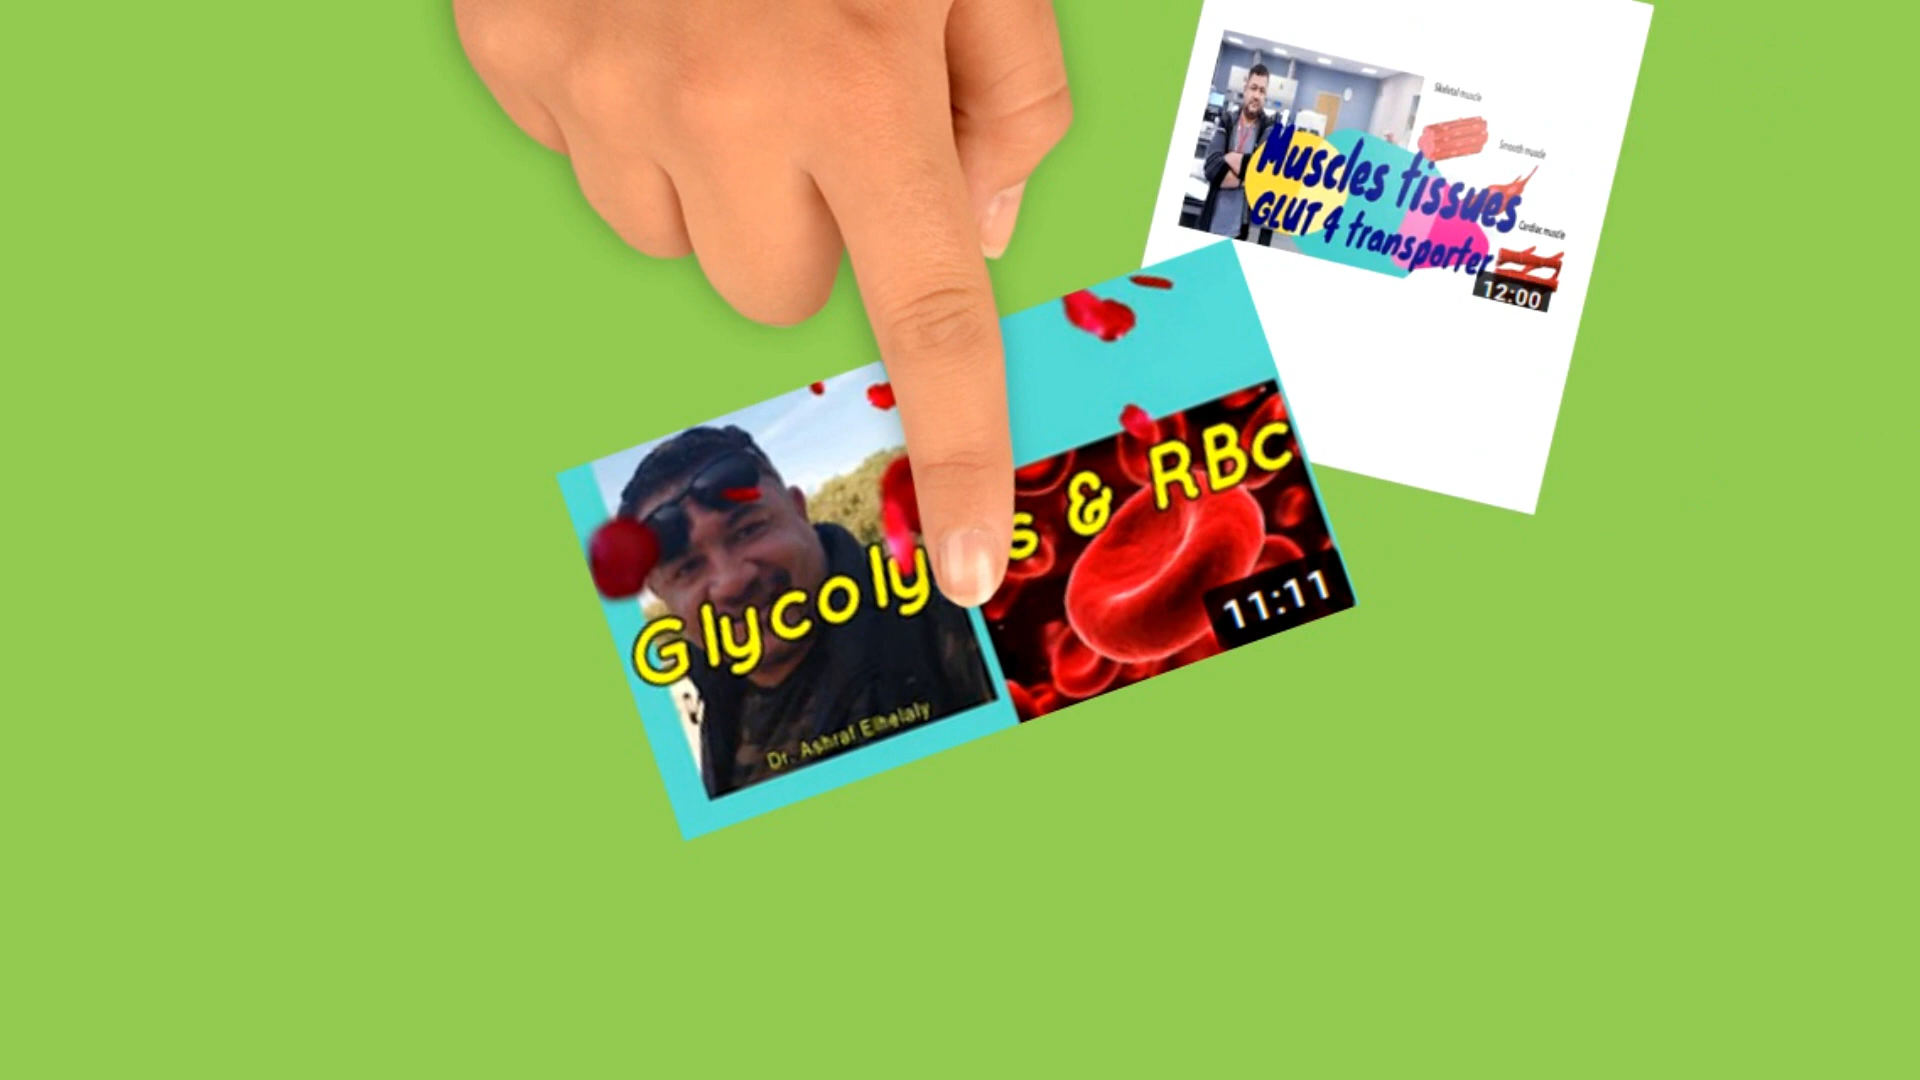 Skeletal muscle
Smooth muscle
Muscles tissues
GLUT 4 transporter
Cardiac muscle
12:00
Glycoly s & RBc
11:11
Dr. Ashraf Elhelaly